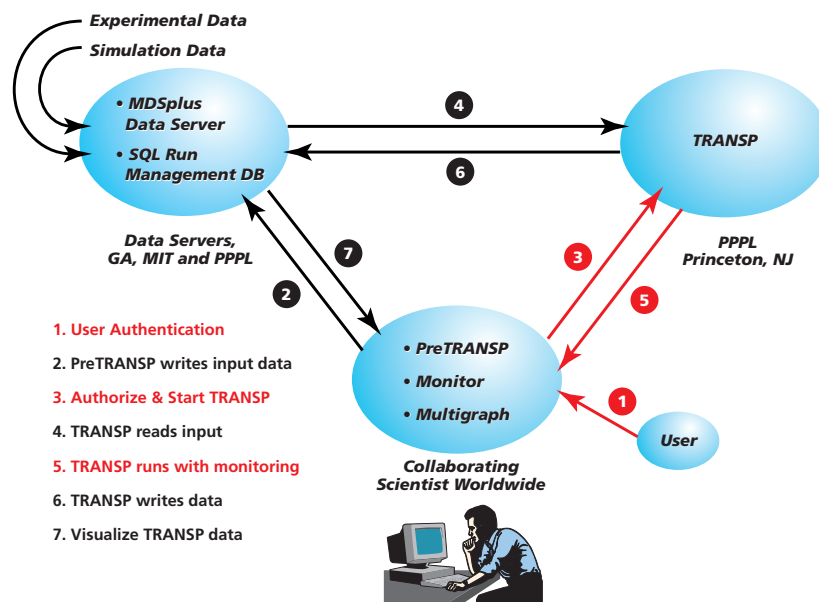 Experimental Data
Simulation Data
• MDSplus
Data Server
• SQL Run
Management DB
4
6
TRANSP
Data Servers,
GA, MIT and PPPL
PPPL
Princeton, NJ
7
2
3
5
• PreTRANSP
• Monitor
• Multigraph
1
User
Collaborating
Scientist Worldwide
1. User Authentication
2. PreTRANSP writes input data
3. Authorize & Start TRANSP
4. TRANSP reads input
5. TRANSP runs with monitoring
6. TRANSP writes data
7. Visualize TRANSP data